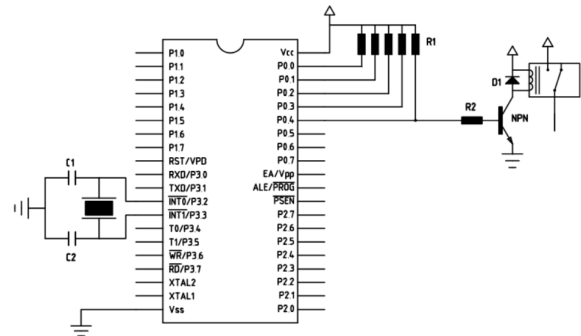 P1.0
P1.1
P1.2
P1.3
P1.4
P1.5
P1.6
P1.7
RST/VPD
RXD/P3.0
TXD/P3.1
INT0/P3.2
INT1/P3.3
T0/P3.4
T1/P3.5
WR/P3.6
RD/P3.7
XTAL2
XTAL1
Vss
Vcc
P0.0
P0.1
P0.2
P0.3
P0.4
P0.5
P0.6
P0.7
EA/Vpp
ALE/PROG
PSEN
P2.7
P2.6
P2.5
P2.4
P2.3
P2.2
P2.1
P2.0
C1
C2
R1
R2
D1
NPN